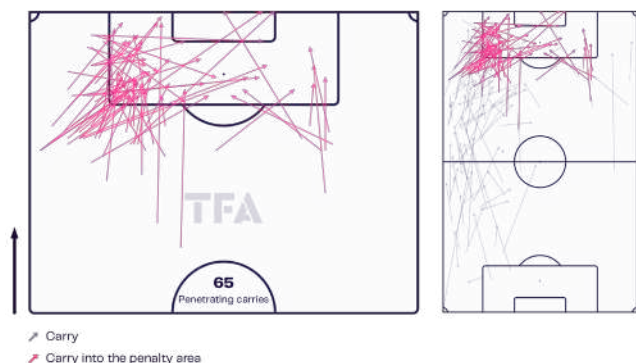 TFA
65
Penetrating carries
Carry
Carry into the penalty area